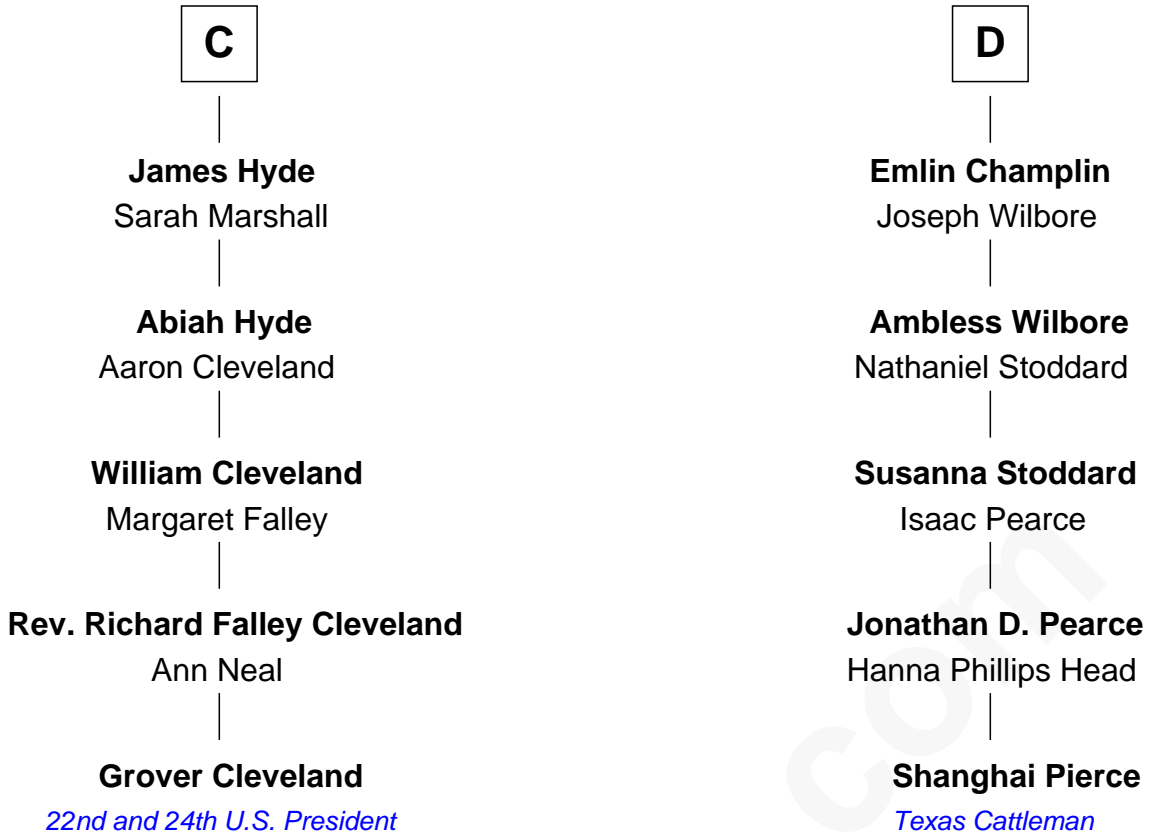 C
James Hyde
Sarah Marshall
Abiah Hyde
Aaron Cleveland
William Cleveland
Margaret Falley
Rev. Richard Falley Cleveland
Ann Neal
Grover Cleveland
22nd and 24th U.S. President
D
Emlin Champlin
Joseph Wilbore
Ambless Wilbore
Nathaniel Stoddard
Susanna Stoddard
Isaac Pearce
Jonathan D. Pearce
Hanna Phillips Head
Shanghai Pierce
Texas Cattleman
com